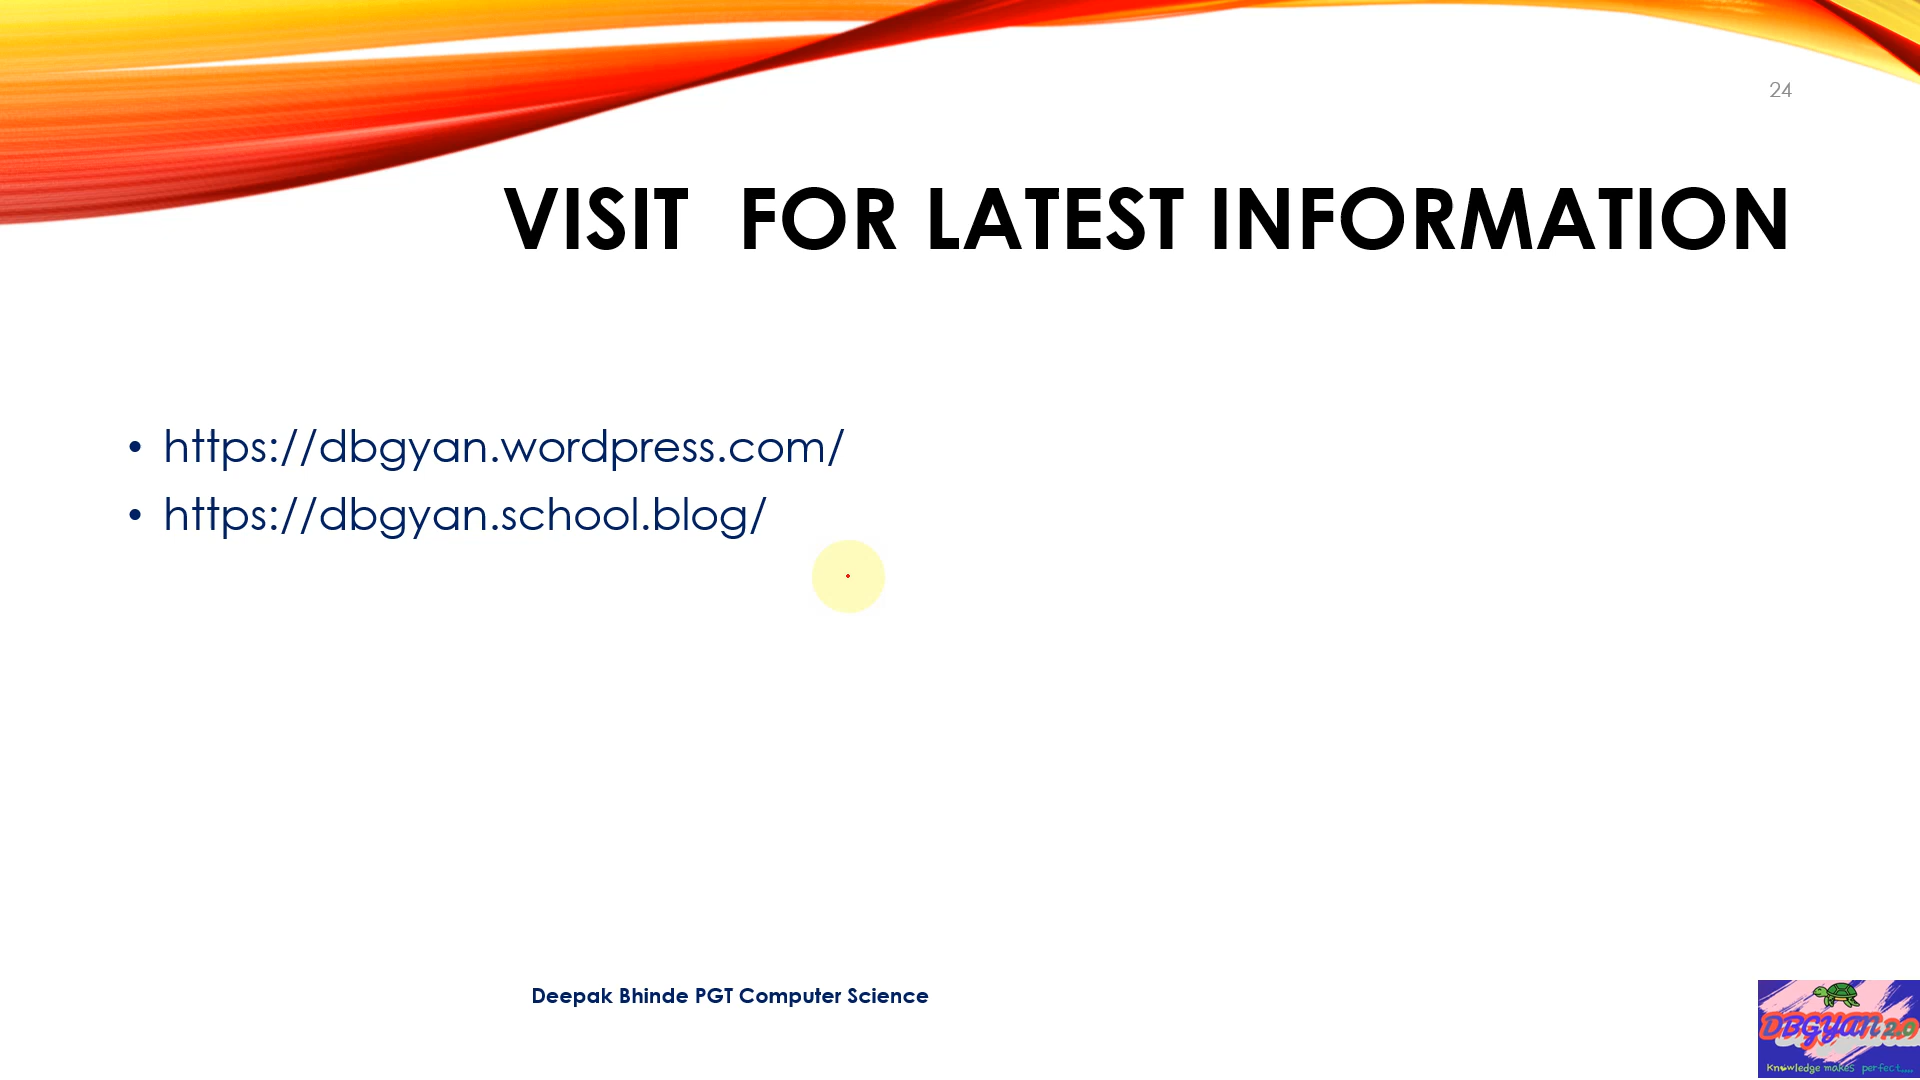 24
VISIT FOR LATEST INFORMATION
• https://dbgyan.wordpress.com/
• https://dbgyan.school.blog/
Deepak Bhinde PGT Computer Science
DBGYAN 2.0
Knowledge makes perfect....